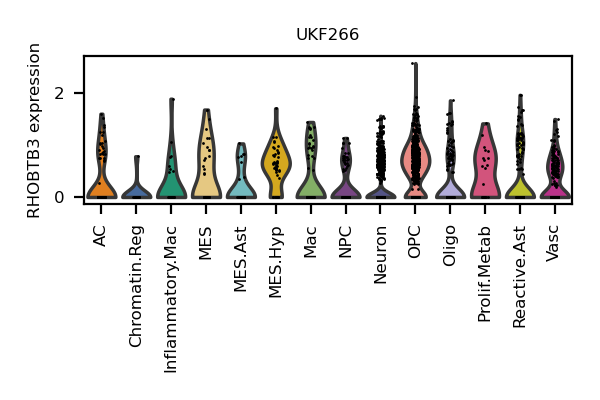 UKF266
RHOBTB3 expression
2
0
AC
Chromatin.Reg
Inflammatory.Mac
MES
MES.Ast
MES.Hyp
Mac
NPC
Neuron
OPC
Oligo
Prolif.Metab
Reactive.Ast
Vasc